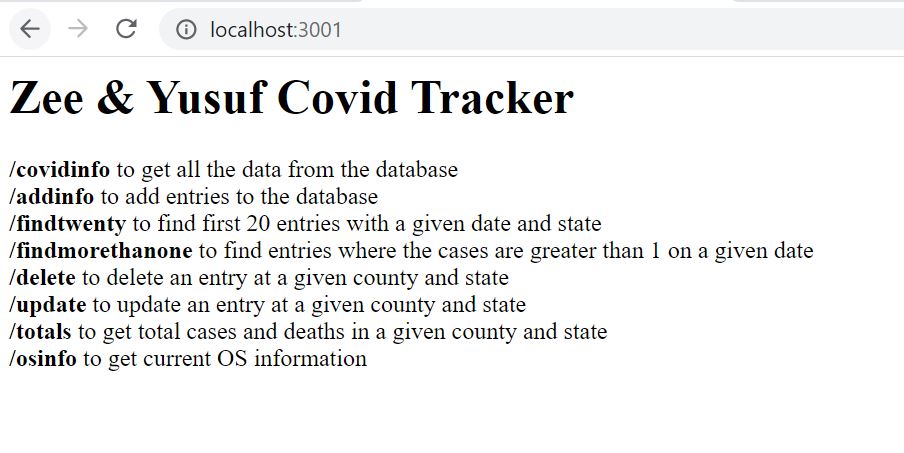 localhost:3001
Zee & Yusuf Covid Tracker
/covidinfo to get all the data from the database
/addinfo to add entries to the database
/findtwenty to find first 20 entries with a given date and state
/findmorethanone to find entries where the cases are greater than 1 on a given date
/delete to delete an entry at a given county and state
/update to update an entry at a given county and state
/totals to get total cases and deaths in a given county and state
/osinfo to get current OS information